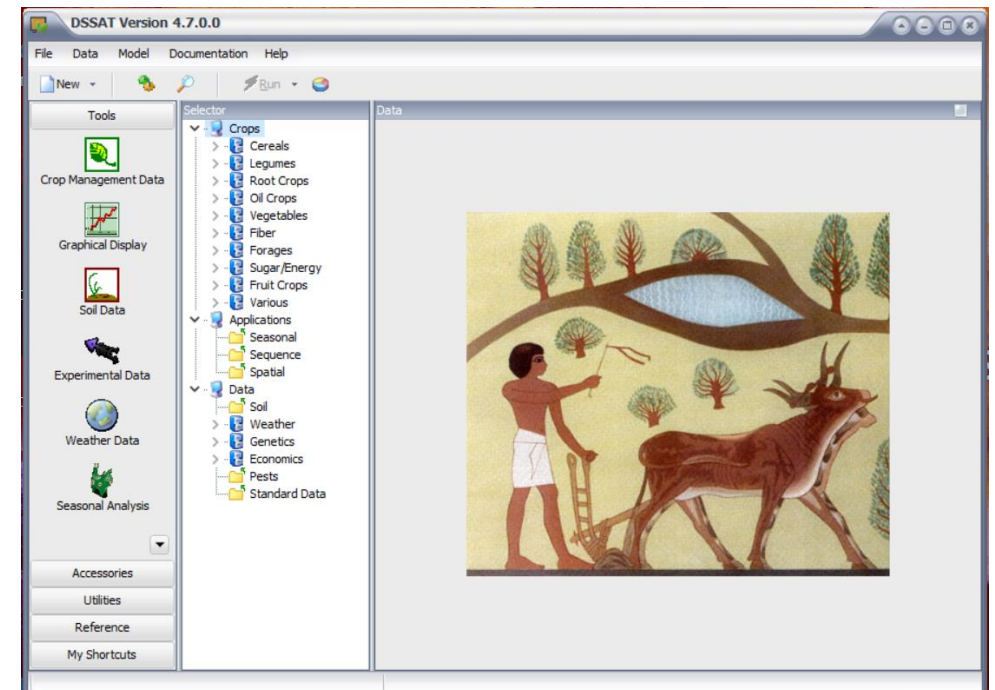 DSSAT Version 4.7.0.0
File Data Model Documentation Help
New Run
Tools
Crop Management Data
Graphical Display
Soil Data
Experimental Data
Weather Data
Seasonal Analysis
Accessories
Utilities
Reference
My Shortcuts
Selector
Crops
Cereals
Legumes
Root Crops
Oil Crops
Vegetables
Fiber
Forages
Sugar/Energy
Fruit Crops
Various
Applications
Seasonal
Sequence
Spatial
Data
Soil
Weather
Genetics
Economics
Pests
Standard Data
Data